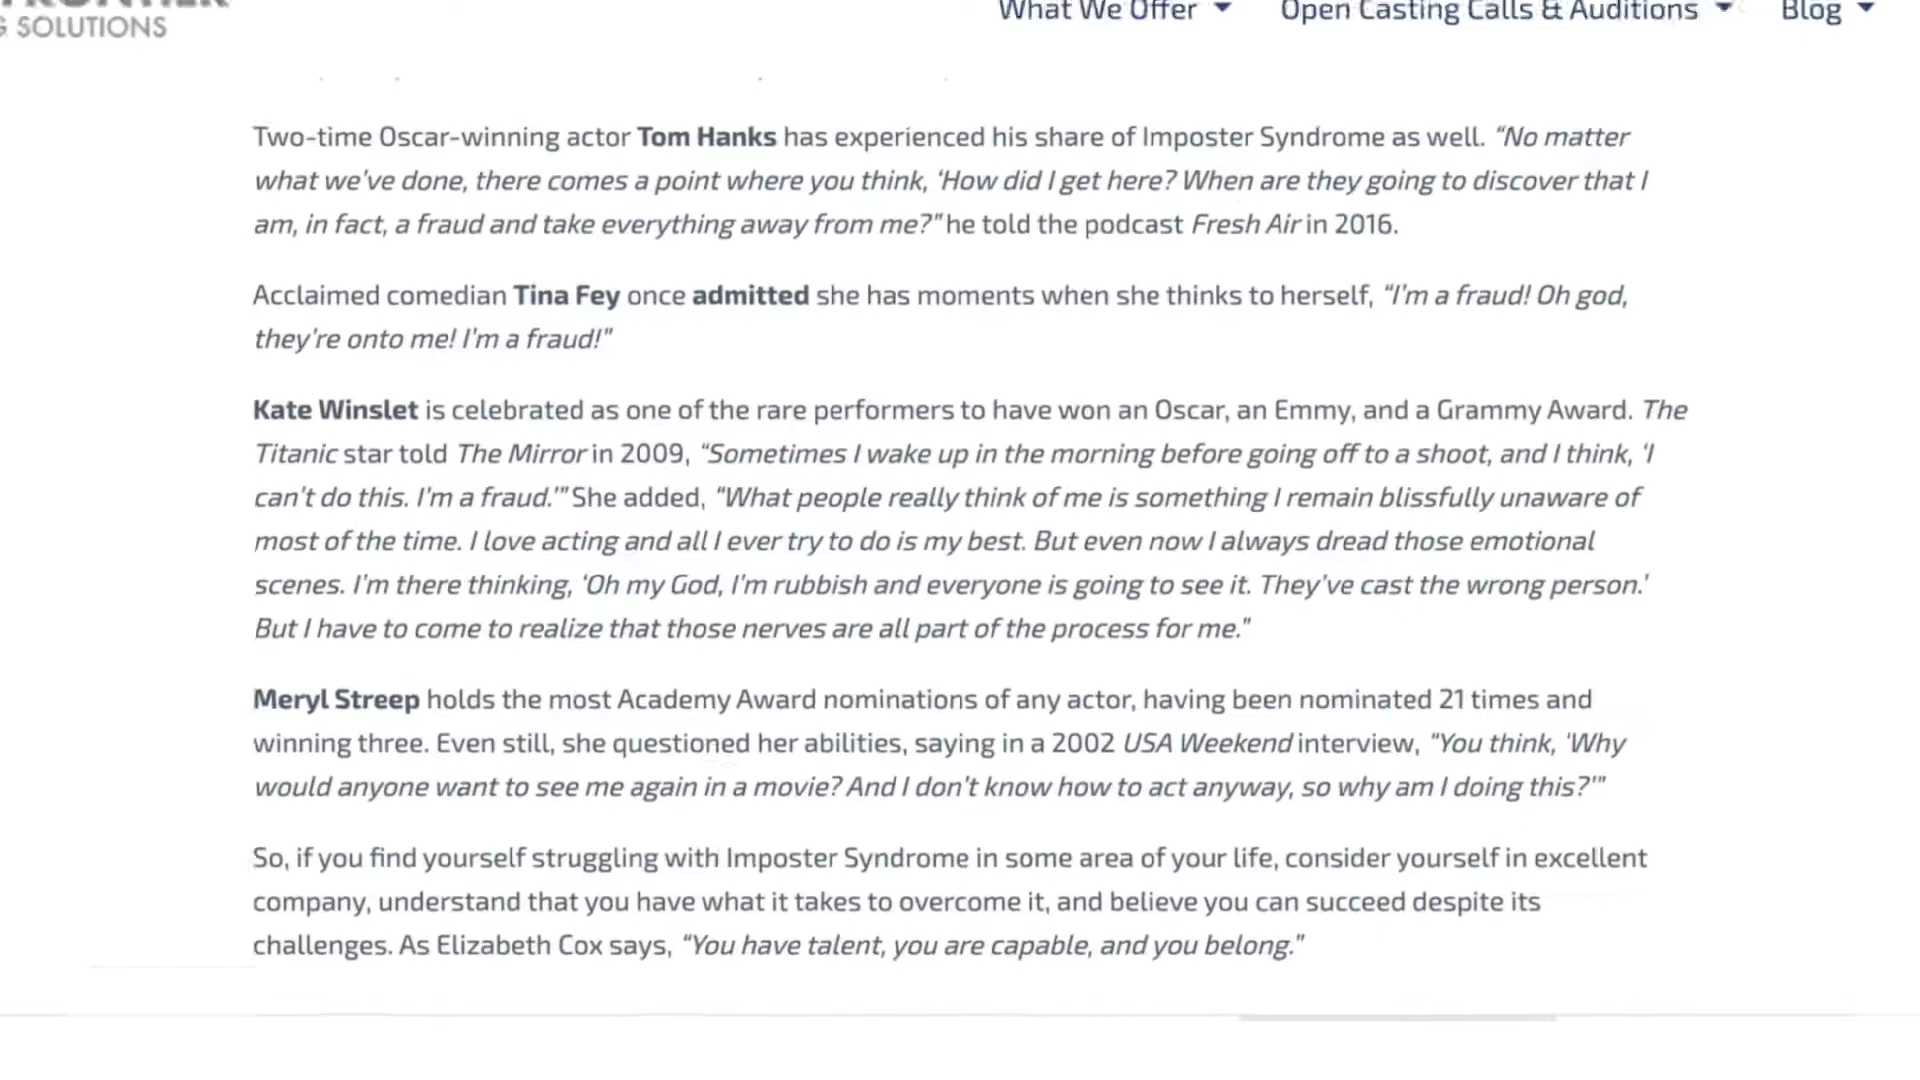 SOLUTIONS
What We Offer
Open Casting Calls & Auditions
Blog
Two-time Oscar-winning actor Tom Hanks has experienced his share of Imposter Syndrome as well. “No matter
what we’ve done, there comes a point where you think, ‘How did I get here? When are they going to discover that I
am, in fact, a fraud and take everything away from me?” he told the podcast Fresh Air in 2016.
Acclaimed comedian Tina Fey once admitted she has moments when she thinks to herself, “I’m a fraud! Oh god,
they’re onto me! I’m a fraud!”
Kate Winslet is celebrated as one of the rare performers to have won an Oscar, an Emmy, and a Grammy Award. The
Titanic star told The Mirror in 2009, “Sometimes I wake up in the morning before going off to a shoot, and I think, ‘I
can’t do this. I’m a fraud.’” She added, “What people really think of me is something I remain blissfully unaware of
most of the time. I love acting and all I ever try to do is my best. But even now I always dread those emotional
scenes. I’m there thinking, ‘Oh my God, I’m rubbish and everyone is going to see it. They’ve cast the wrong person.’
But I have to come to realize that those nerves are all part of the process for me.”
Meryl Streep holds the most Academy Award nominations of any actor, having been nominated 21 times and
winning three. Even still, she questioned her abilities, saying in a 2002 USA Weekend interview, “You think, ‘Why
would anyone want to see me again in a movie? And I don’t know how to act anyway, so why am I doing this?’”
So, if you find yourself struggling with Imposter Syndrome in some area of your life, consider yourself in excellent
company, understand that you have what it takes to overcome it, and believe you can succeed despite its
challenges. As Elizabeth Cox says, “You have talent, you are capable, and you belong.”